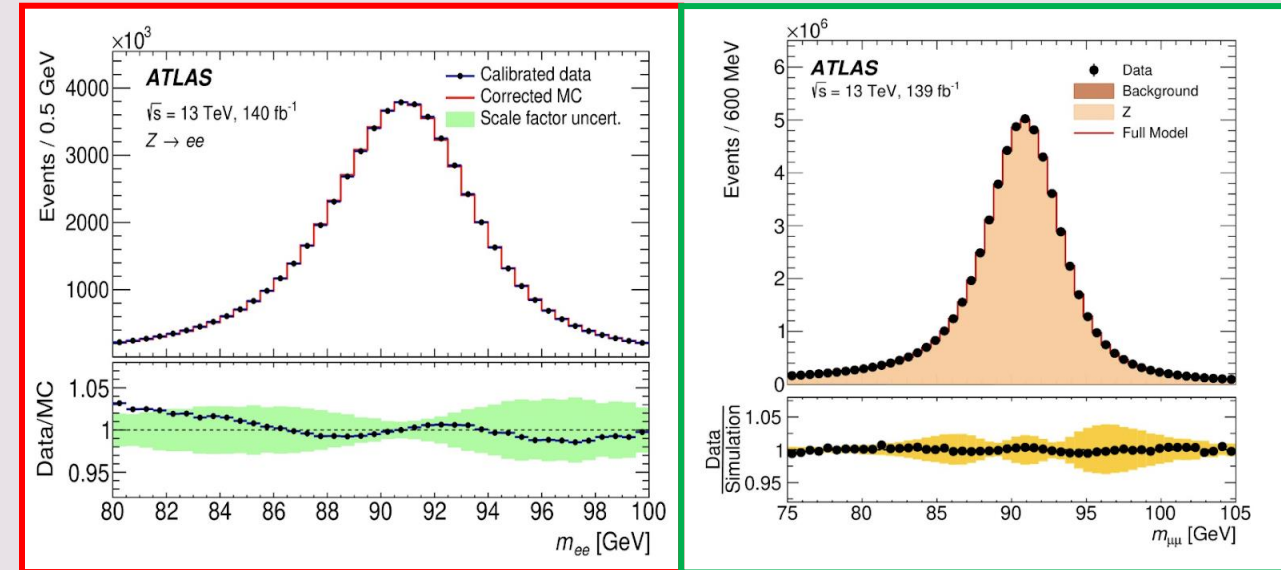 ×10³
Events / 0.5 GeV
4000
3000
2000
1000
ATLAS
√s = 13 TeV, 140 fb⁻¹
Z → ee
Calibrated data
Corrected MC
Scale factor uncert.
Data/MC
1.05
1
0.95
80 82 84 86 88 90 92 94 96 98 100
mₑₑ [GeV]
×10⁶
Events / 600 MeV
6
5
4
3
2
1
0
ATLAS
√s = 13 TeV, 139 fb⁻¹
Data
Background
Z
Full Model
Data
Simulation
1.05
1
0.95
75 80 85 90 95 100 105
m_μμ [GeV]